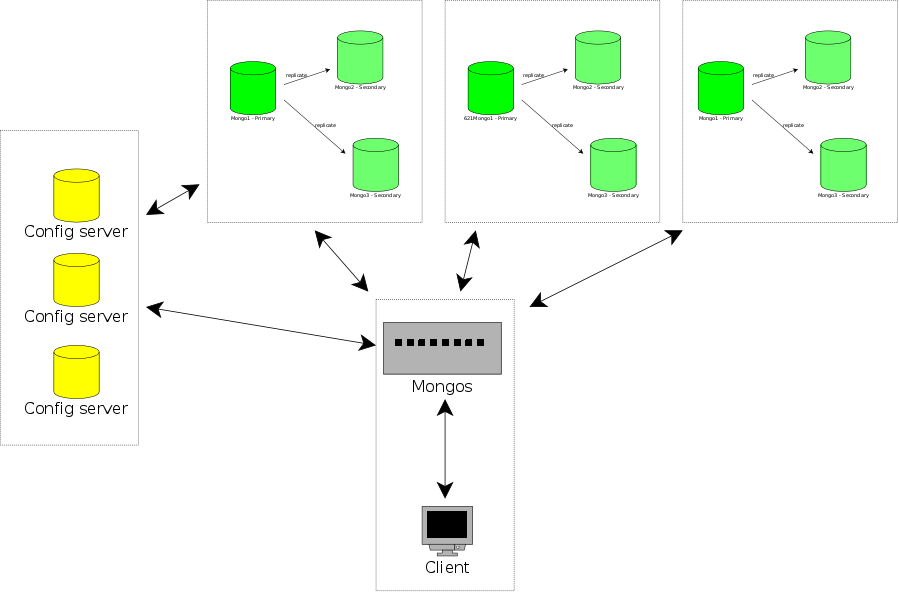 replicate
Mongo2 - Secondary
Mongo1 - Primary
replicate
Mongo3 - Secondary
replicate
Mongo2 - Secondary
621Mongo1 - Primary
replicate
Mongo3 - Secondary
replicate
Mongo2 - Secondary
Mongo1 - Primary
replicate
Mongo3 - Secondary
Config server
Config server
Config server
Mongos
Client